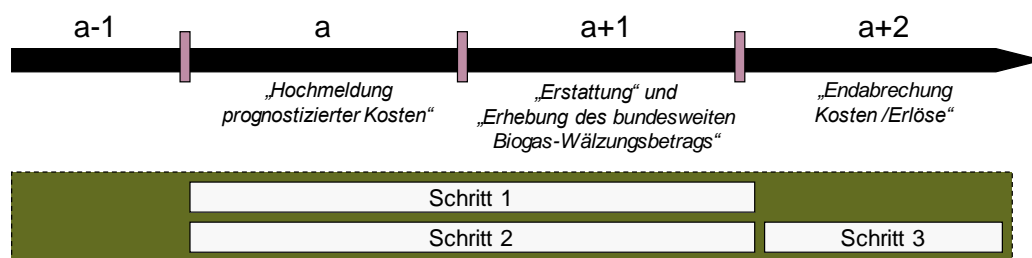 a-1
a
a+1
a+2
„Hochmeldung
prognostizierter Kosten“
„Erstattung“ und
„Erhebung des bundesweiten
Biogas-Wälzungsbetrags“
„Endabrechung
Kosten /Erlöse“
Schritt 1
Schritt 2
Schritt 3